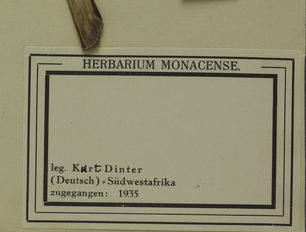 HERBARIUM MONACENSE.
leg. Kurt Dinter
(Deutsch)-Südwestafrika
zugegangen: 1935